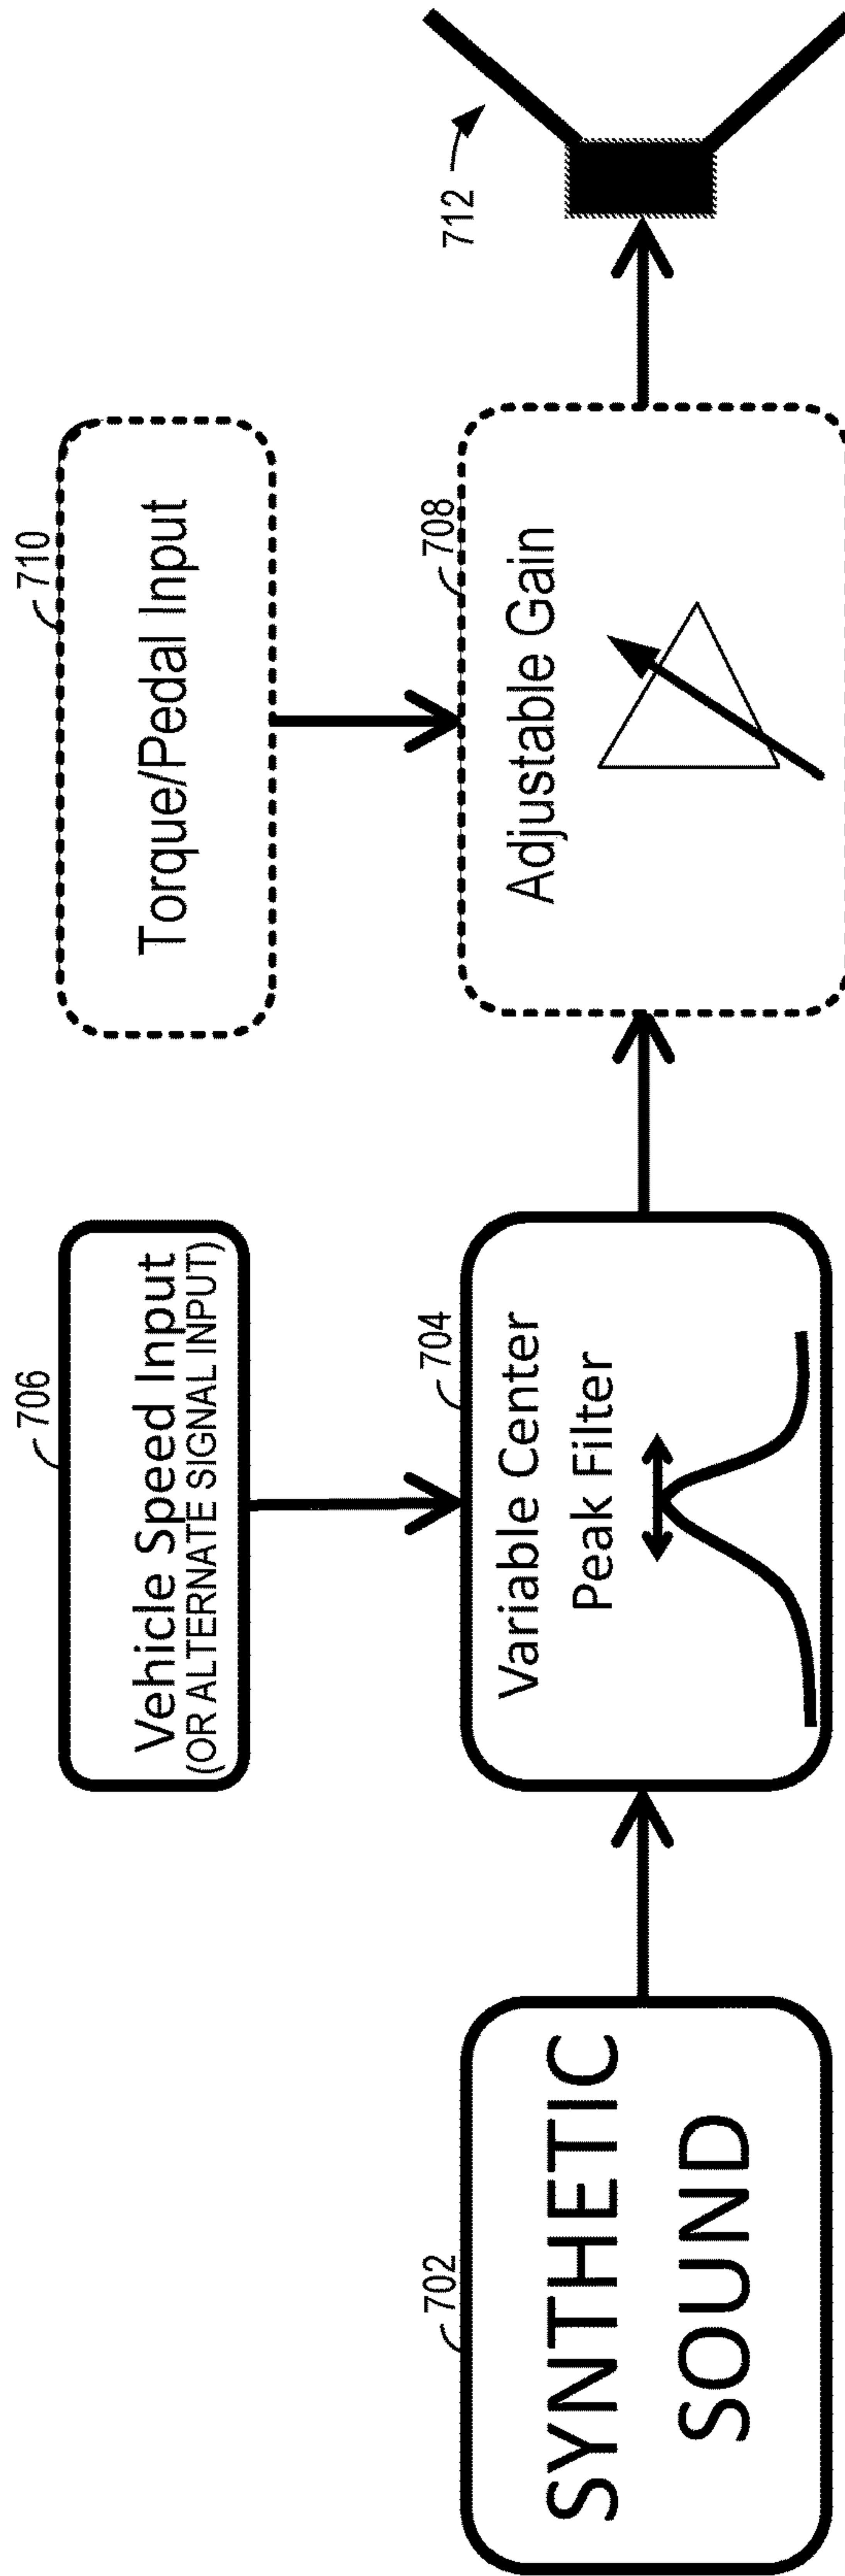 706
Vehicle Speed Input
(OR ALTERNATE SIGNAL INPUT)
710
Torque/Pedal Input
702
SYNTHETIC
SOUND
704
Variable Center
Peak Filter
708
Adjustable Gain
712